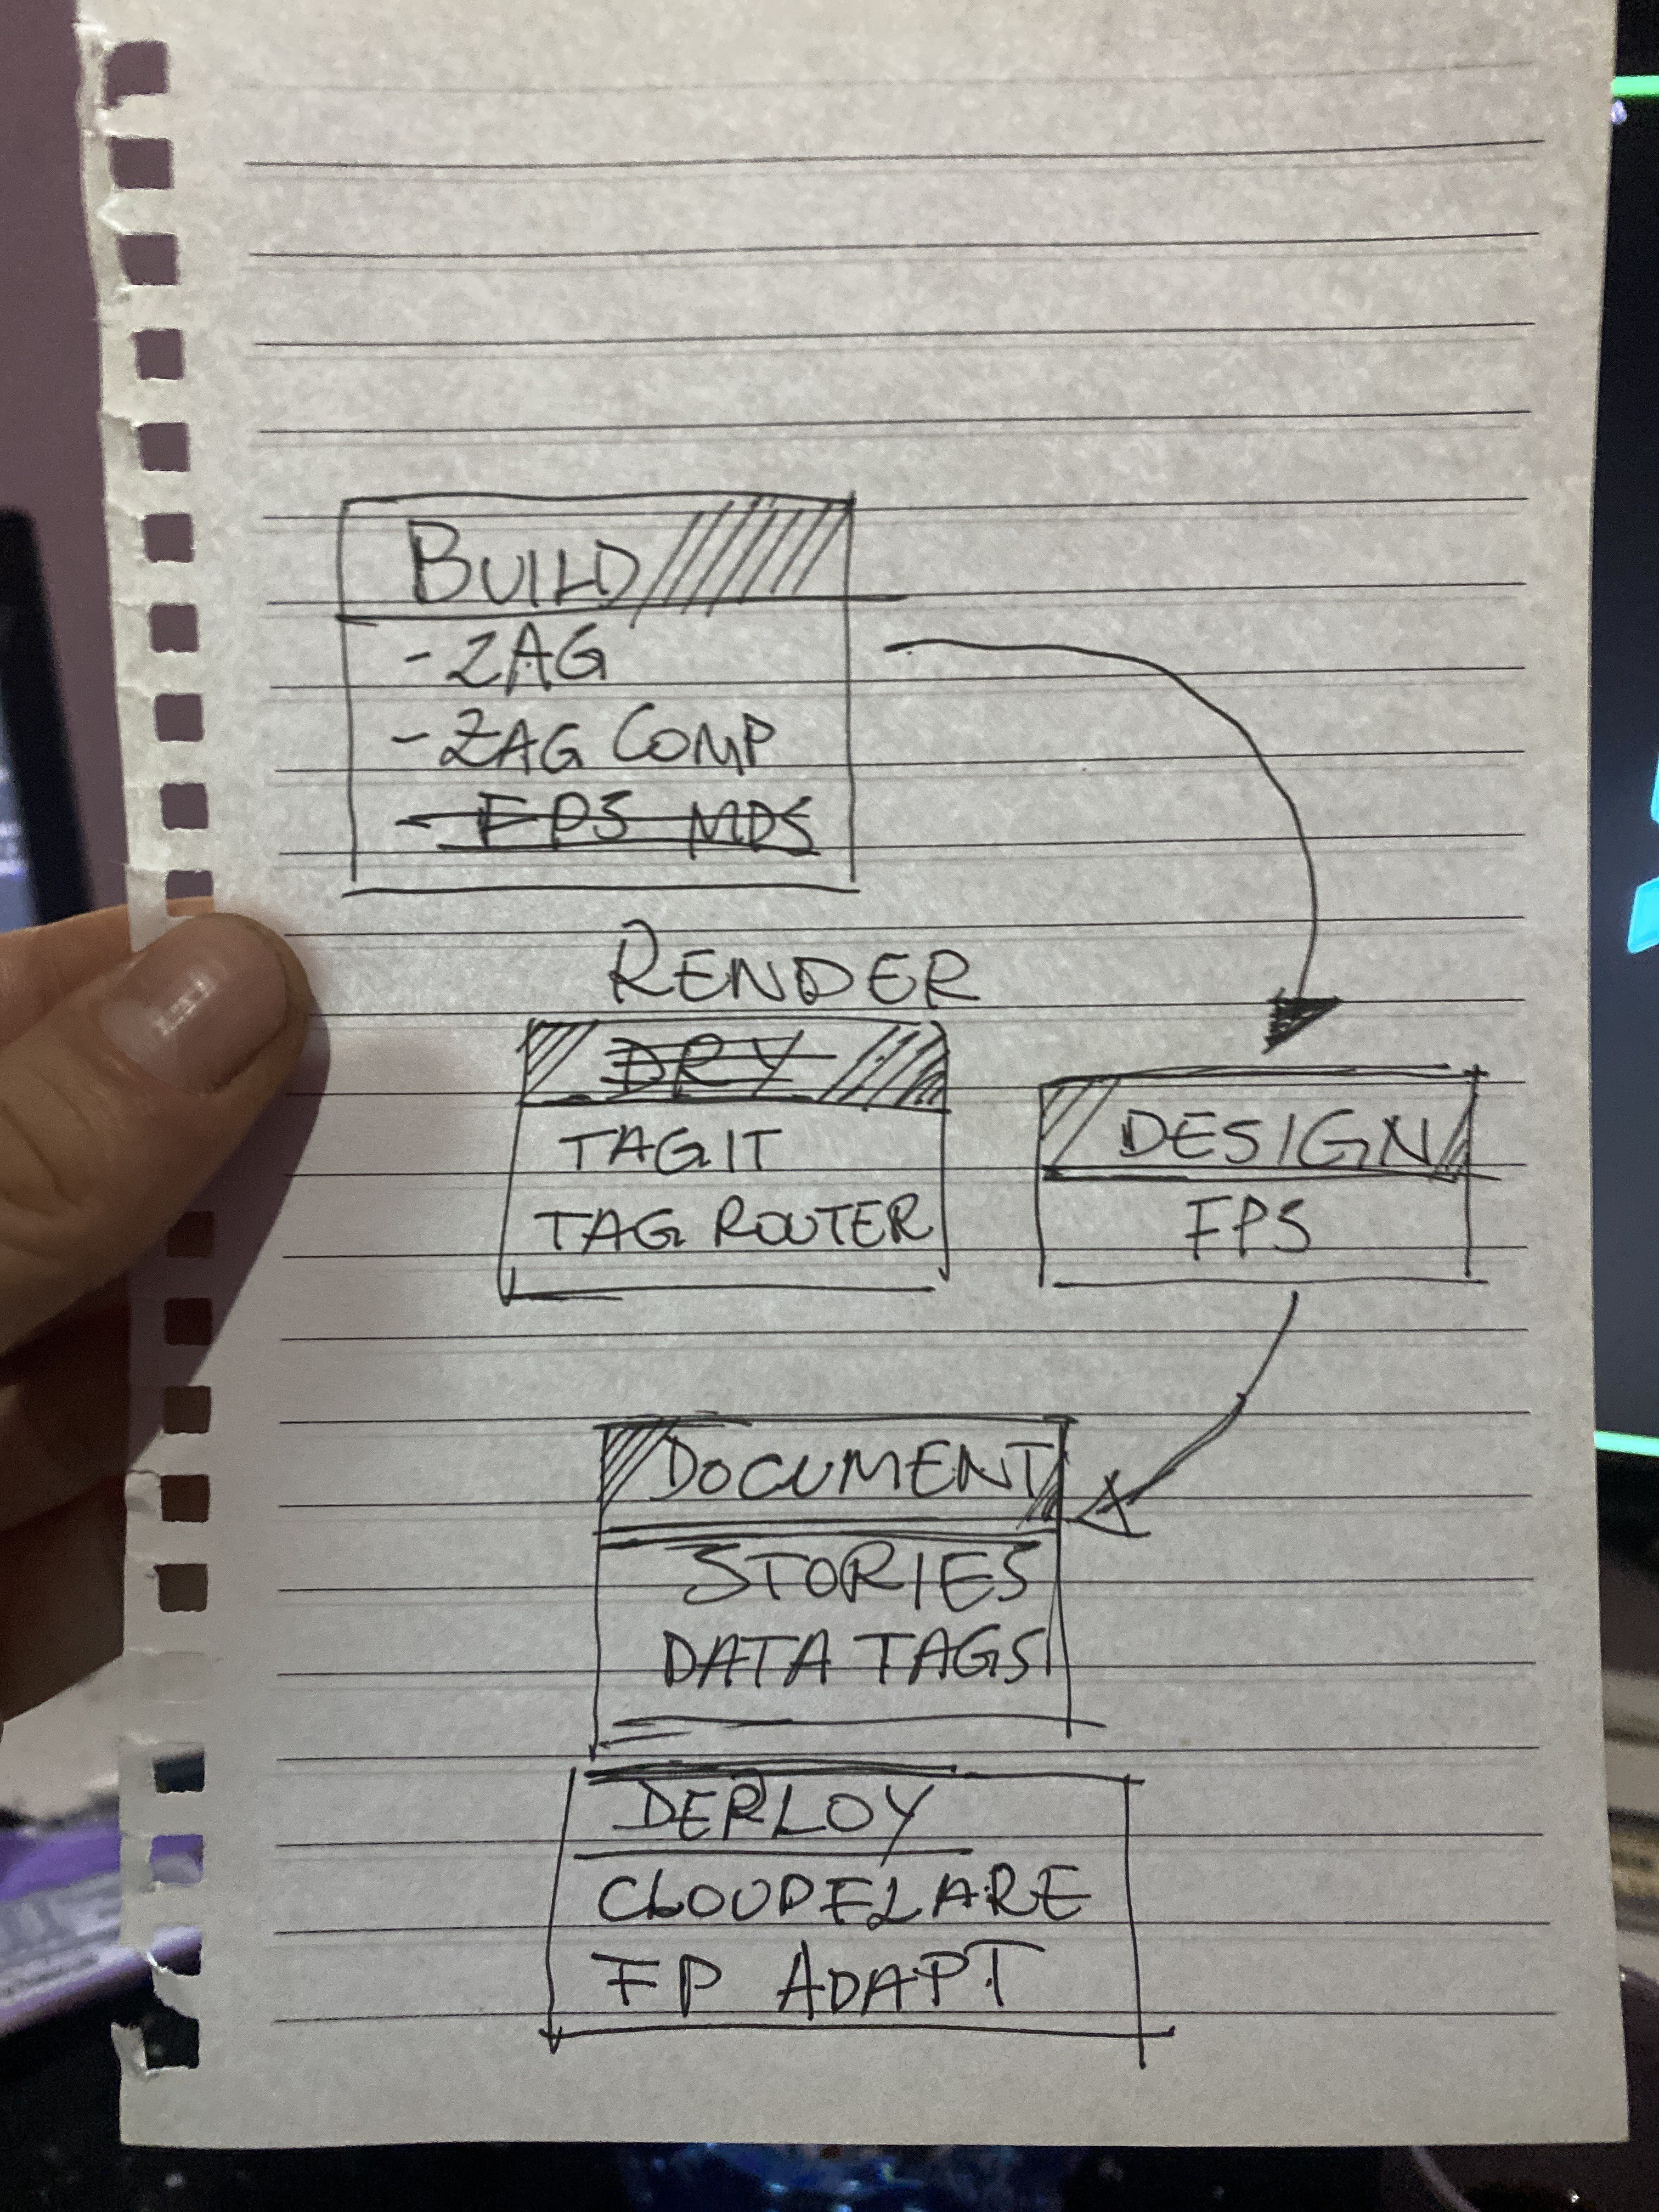 BUILD
- ZAG
- ZAG COMP
- FPS MDS
RENDER
DRY
TAGIT
TAG ROUTER
DESIGN
FPS
DOCUMENT
STORIES
DATA TAGS
DEPLOY
CLOUDFLARE
FP ADAPT